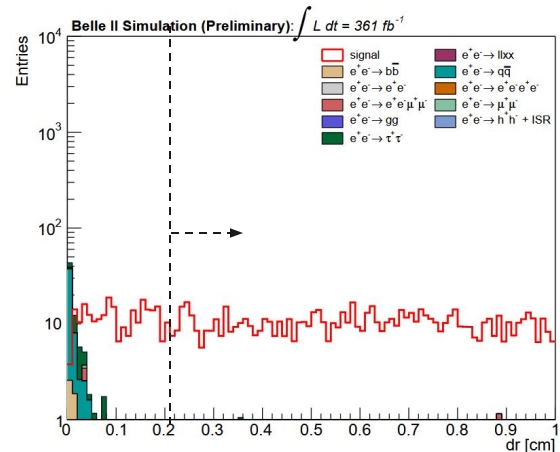 Belle II Simulation (Preliminary): ∫ L dt = 361 fb⁻¹
Entries
10⁴
10³
10²
10
1
signal
e⁺e⁻→ bb̅
e⁺e⁻→ e⁺e⁻
e⁺e⁻→ e⁺e⁻μ⁺μ⁻
e⁺e⁻→ gg
e⁺e⁻→ τ⁺τ⁻
e⁺e⁻→ llxx
e⁺e⁻→ qq̅
e⁺e⁻→ e⁺e⁻e⁺e⁻
e⁺e⁻→ μ⁺μ⁻
e⁺e⁻→ h⁺h⁻ + ISR
0 0.1 0.2 0.3 0.4 0.5 0.6 0.7 0.8 0.9 1
dr [cm]